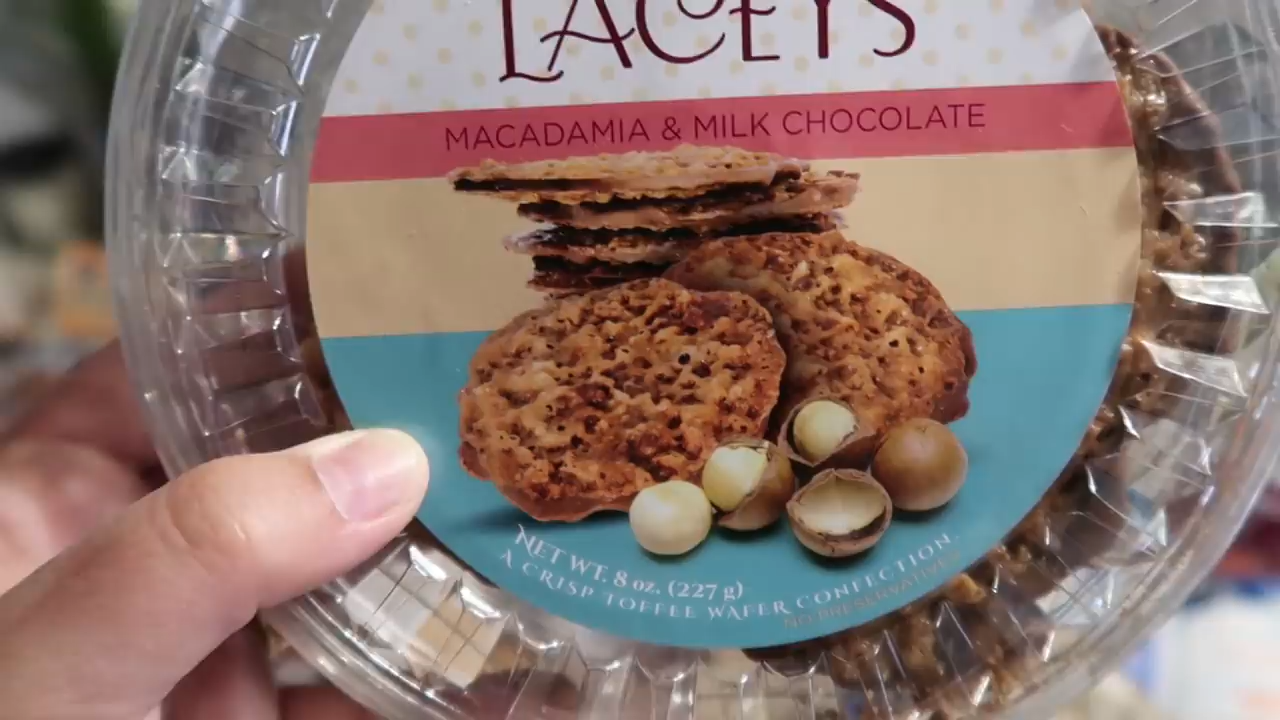 LACEYS
MACADAMIA & MILK CHOCOLATE
NET WT. 8 oz. (227 g)
A CRISP TOFFEE WAFER CONFECTION.
NO PRESERVATIVES